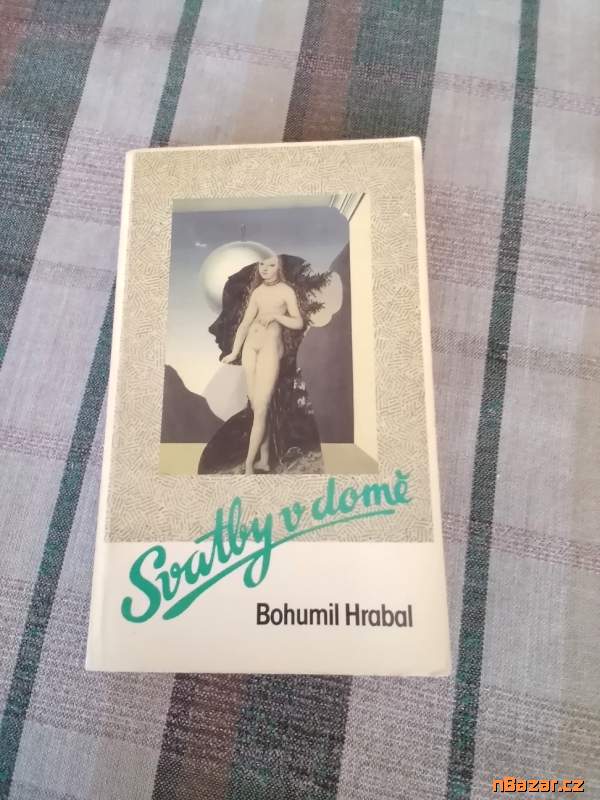 Svatby v domě
Bohumil Hrabal
nBazar.cz